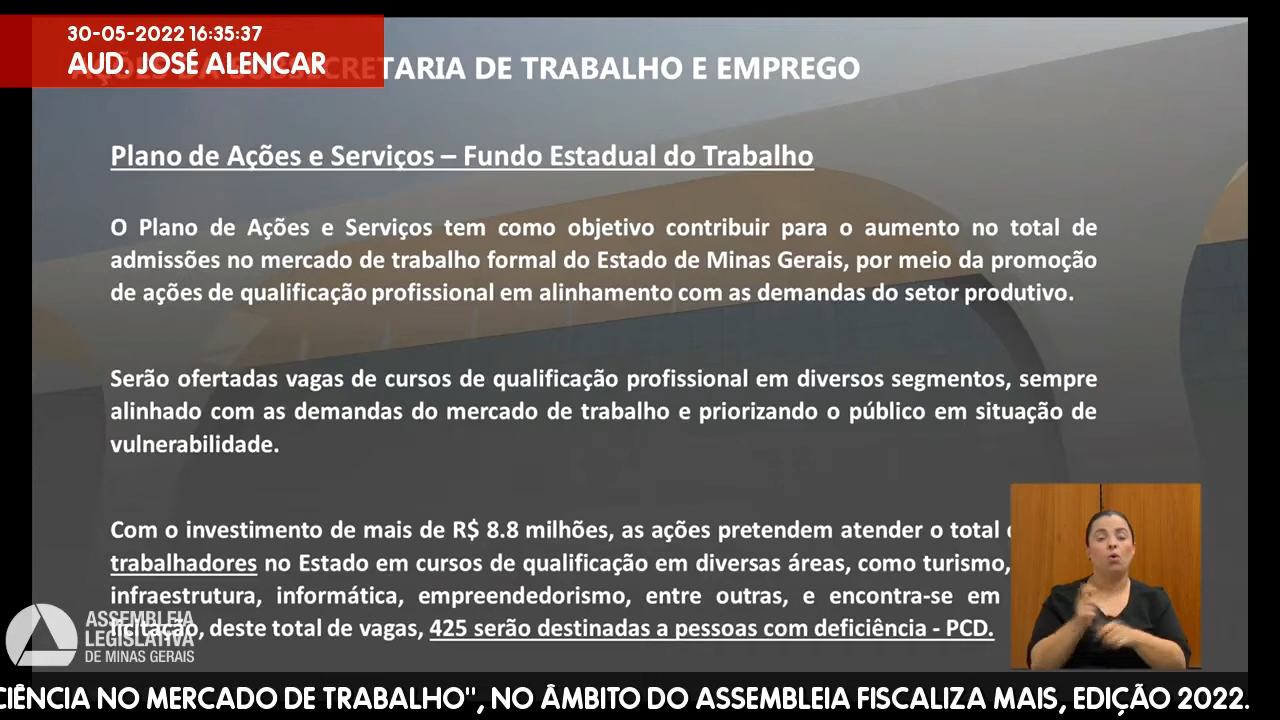 30-05-2022 16:35:37
AUD. JOSÉ ALENCAR
TARIA DE TRABALHO E EMPREGO
Plano de Ações e Serviços – Fundo Estadual do Trabalho
O Plano de Ações e Serviços tem como objetivo contribuir para o aumento no total de
admissões no mercado de trabalho formal do Estado de Minas Gerais, por meio da promoção
de ações de qualificação profissional em alinhamento com as demandas do setor produtivo.
Serão ofertadas vagas de cursos de qualificação profissional em diversos segmentos, sempre
alinhado com as demandas do mercado de trabalho e priorizando o público em situação de
vulnerabilidade.
Com o investimento de mais de R$ 8.8 milhões, as ações pretendem atender o total
trabalhadores no Estado em cursos de qualificação em diversas áreas, como turismo,
infraestrutura, informática, empreendedorismo, entre outras, e encontra-se em
licitação, deste total de vagas, 425 serão destinadas a pessoas com deficiência - PCD.
ASSEMBLEIA
LEGISLATIVA
DE MINAS GERAIS
CIÊNCIA NO MERCADO DE TRABALHO", NO ÂMBITO DO ASSEMBLEIA FISCALIZA MAIS, EDIÇÃO 2022.